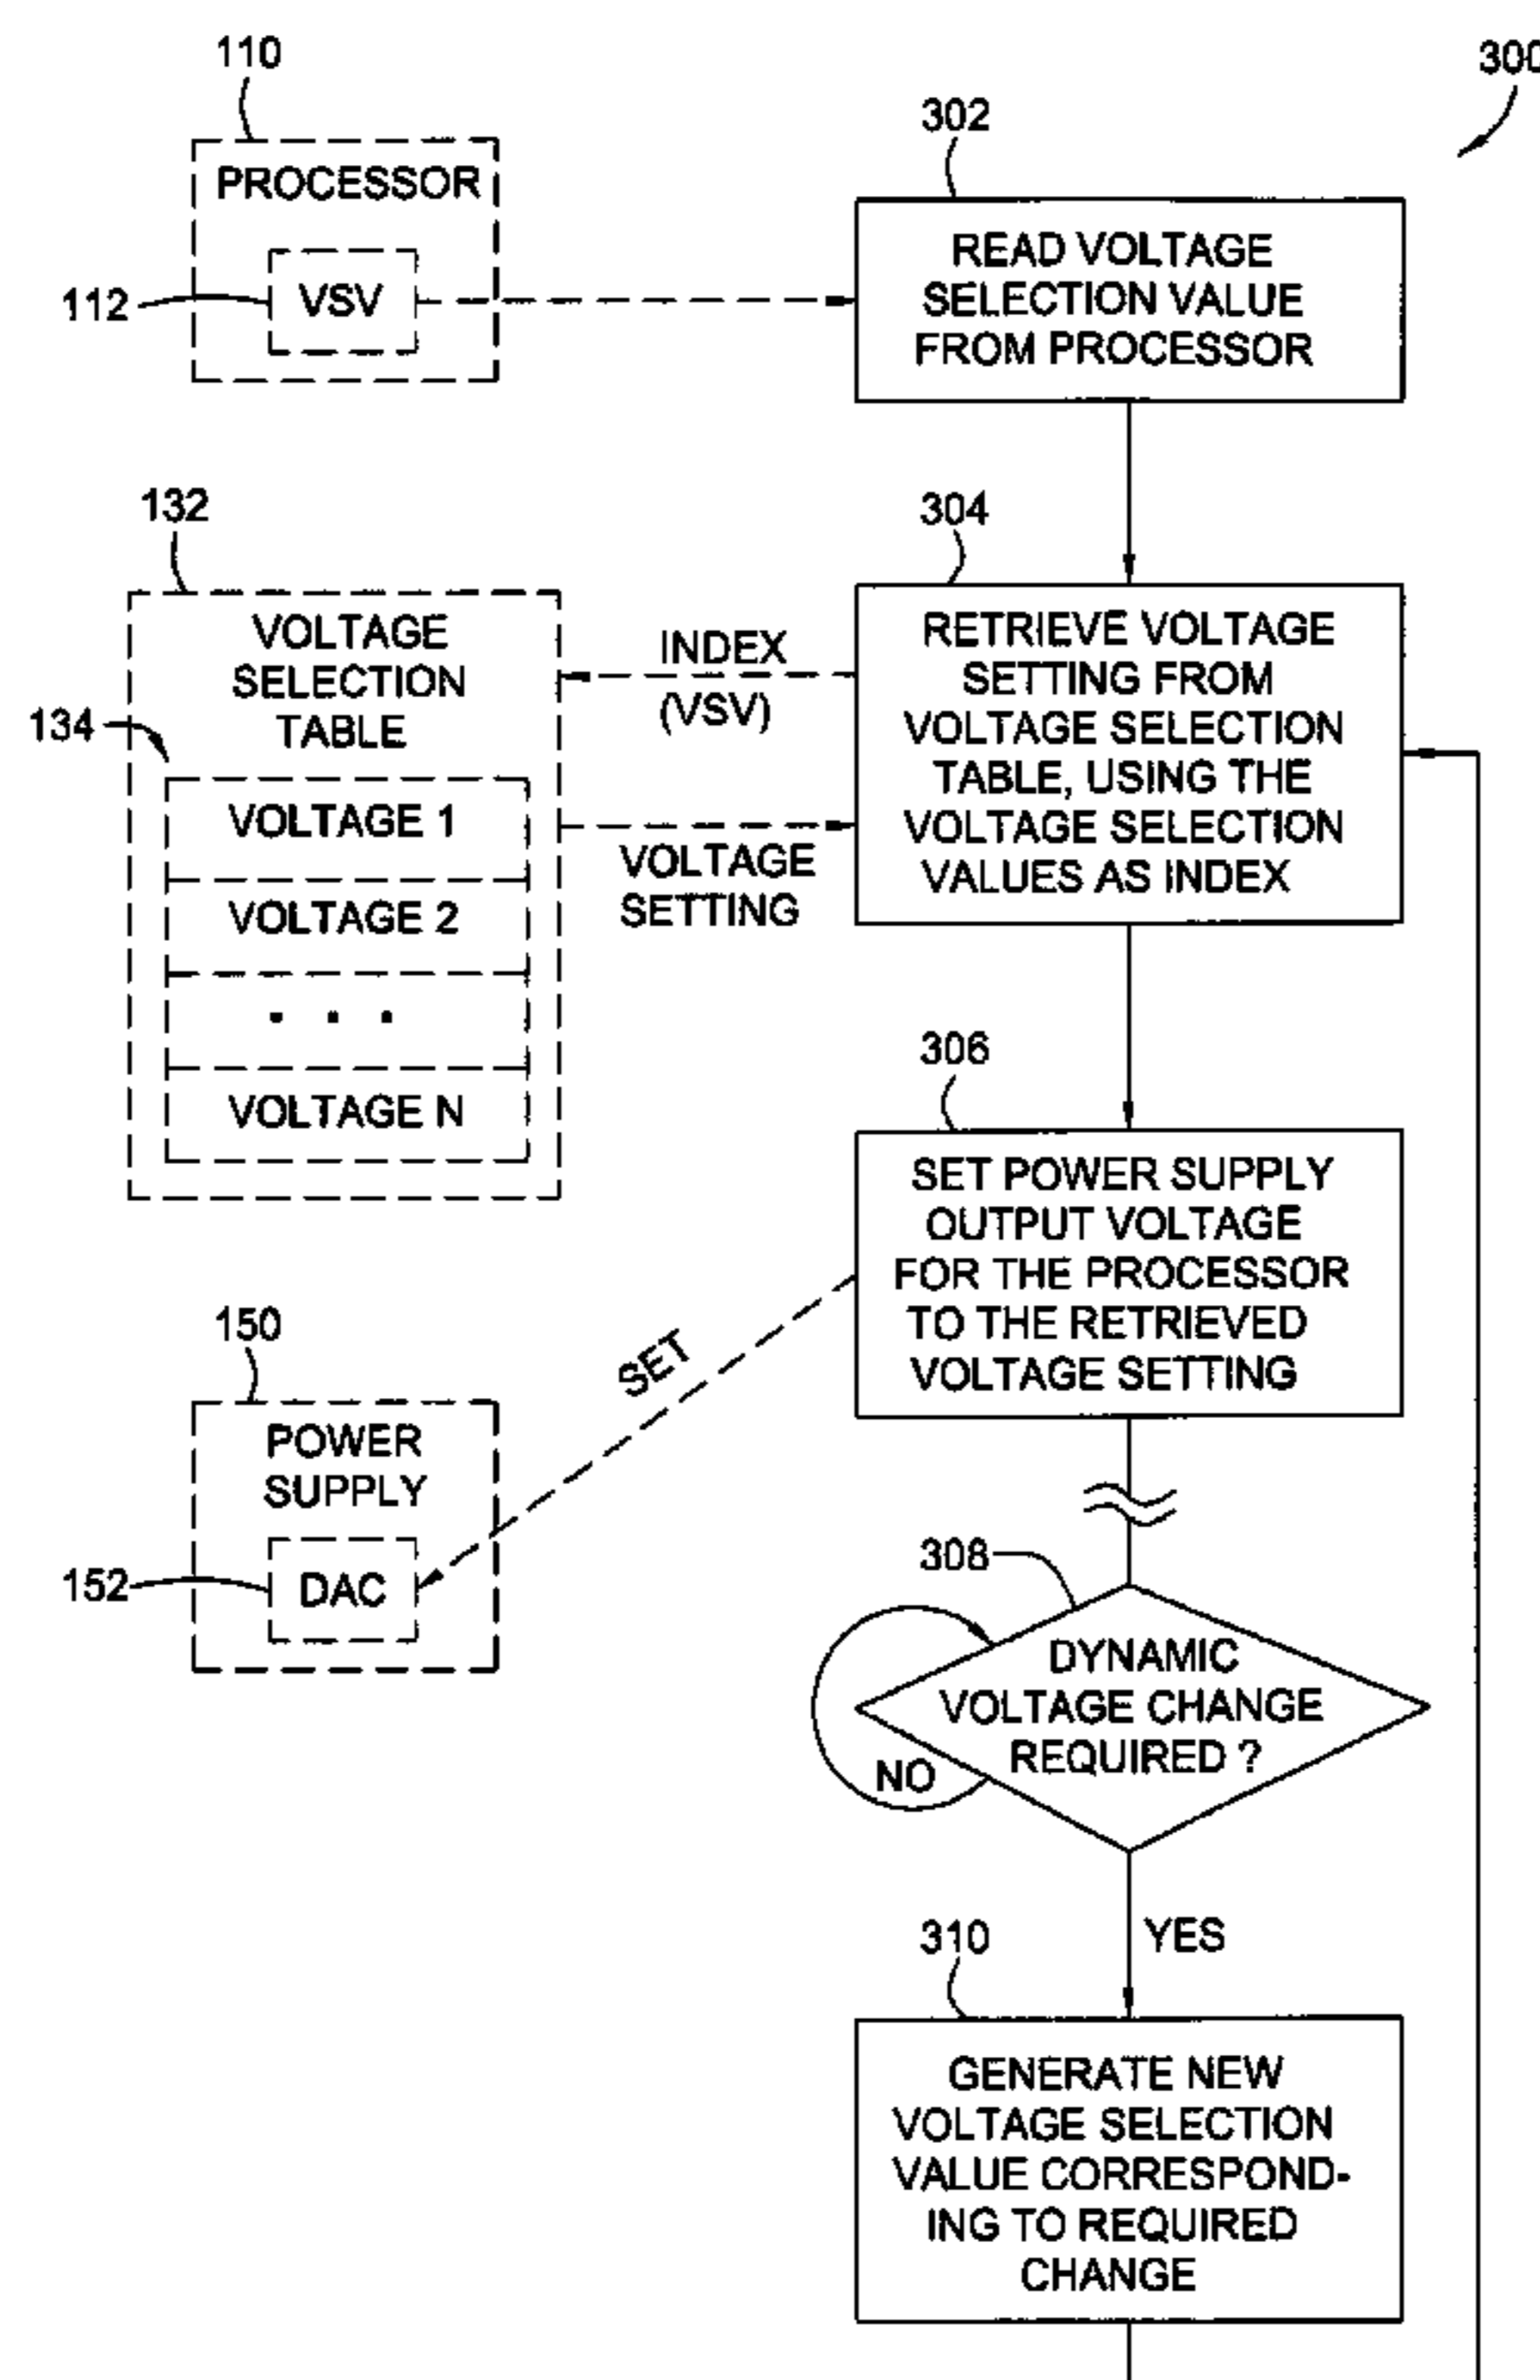 110
300
302
PROCESSOR
VSV
112
READ VOLTAGE
SELECTION VALUE
FROM PROCESSOR
132
304
VOLTAGE
SELECTION
TABLE
134
VOLTAGE 1
VOLTAGE 2
. . .
VOLTAGE N
INDEX
(VSV)
VOLTAGE
SETTING
RETRIEVE VOLTAGE
SETTING FROM
VOLTAGE SELECTION
TABLE, USING THE
VOLTAGE SELECTION
VALUES AS INDEX
306
SET POWER SUPPLY
OUTPUT VOLTAGE
FOR THE PROCESSOR
TO THE RETRIEVED
VOLTAGE SETTING
150
SET
POWER
SUPPLY
DAC
152
308
DYNAMIC
VOLTAGE CHANGE
REQUIRED ?
NO
YES
310
GENERATE NEW
VOLTAGE SELECTION
VALUE CORRESPOND-
ING TO REQUIRED
CHANGE